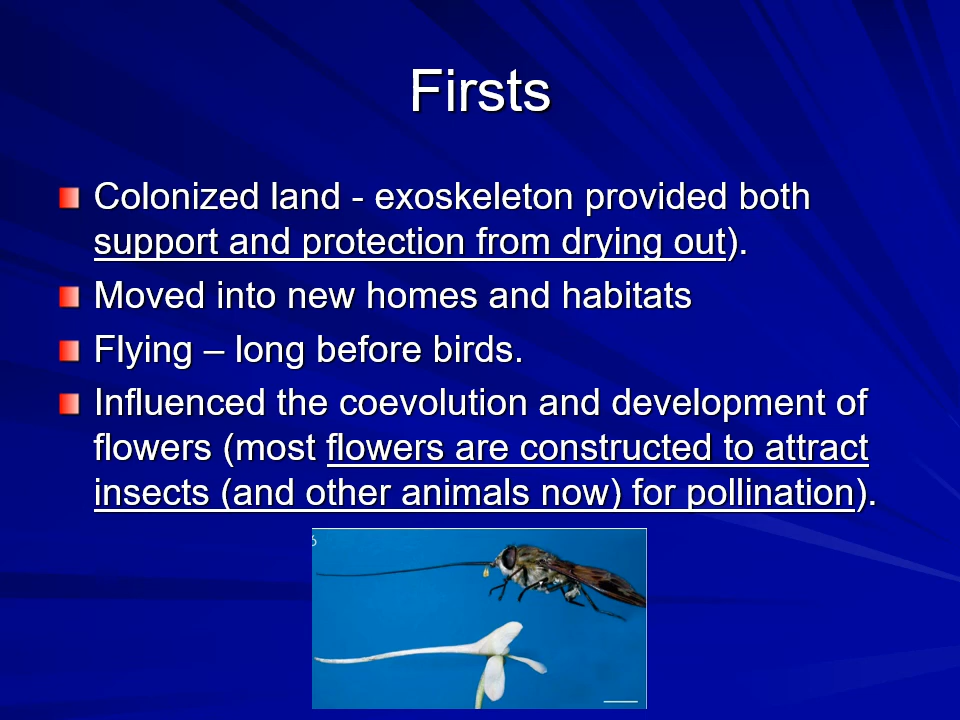 Firsts
Colonized land - exoskeleton provided both
support and protection from drying out).
Moved into new homes and habitats
Flying – long before birds.
Influenced the coevolution and development of
flowers (most flowers are constructed to attract
insects (and other animals now) for pollination).
6